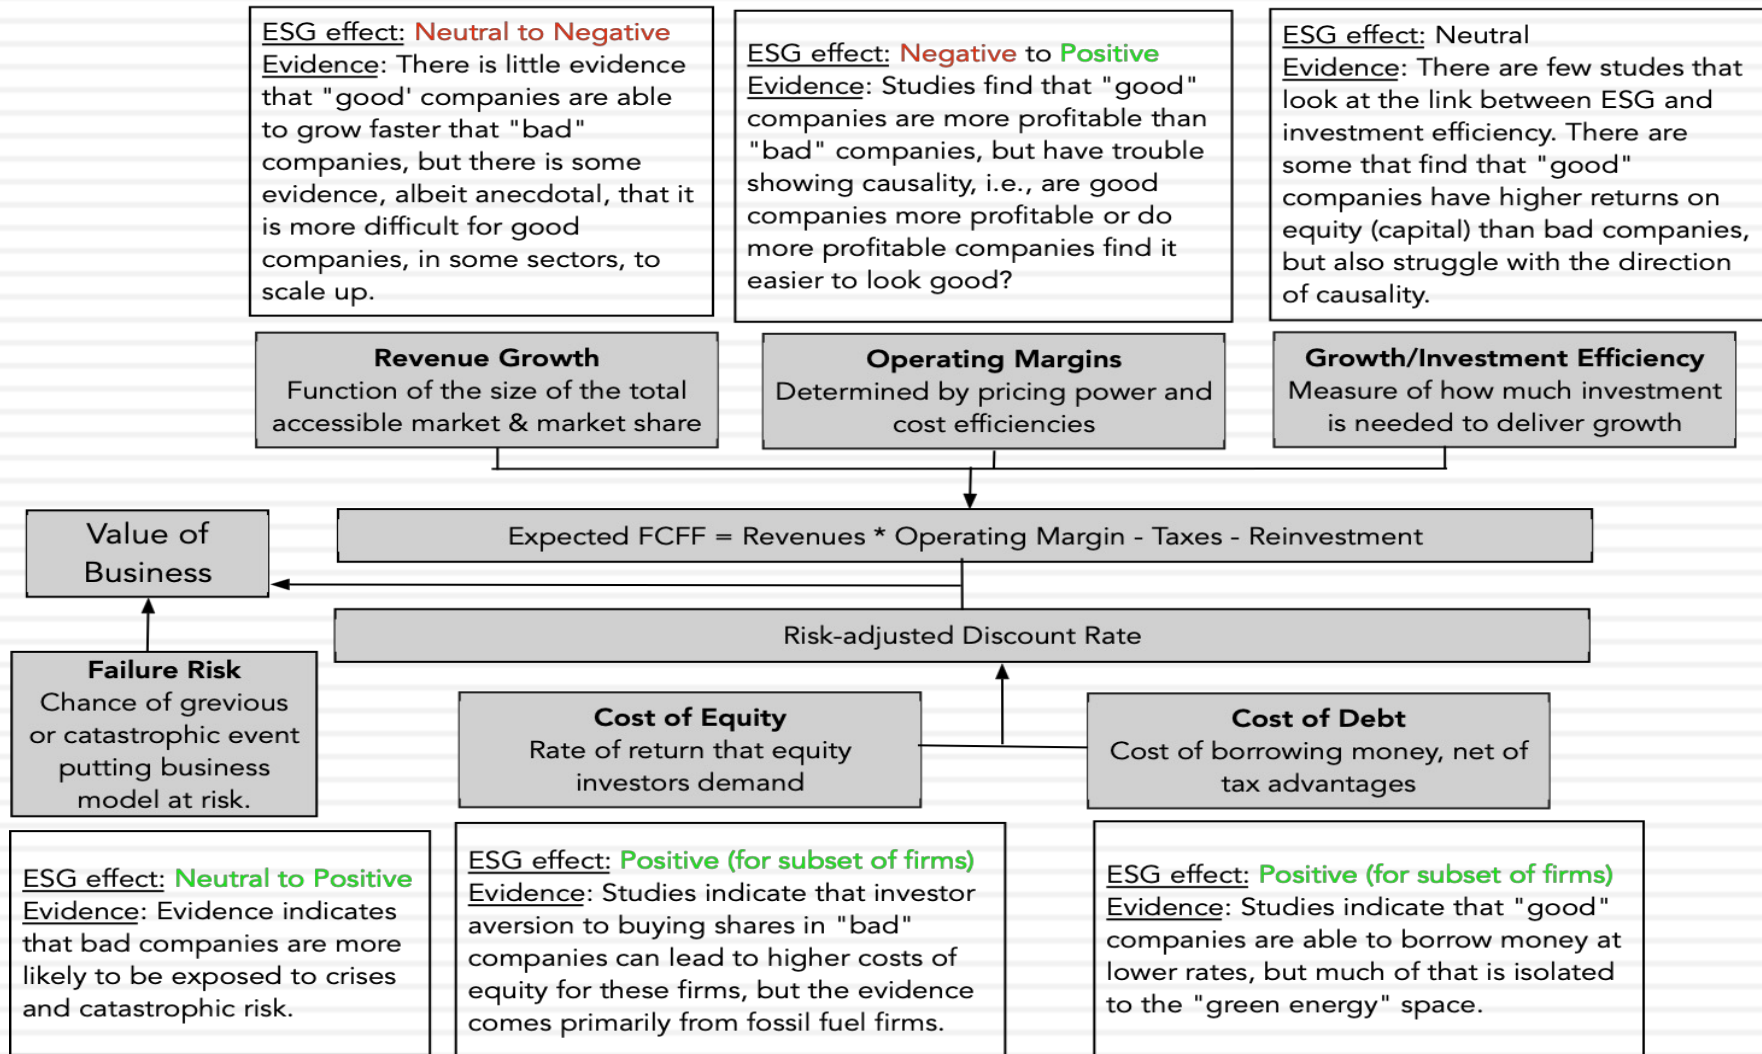 ESG effect: Neutral to Negative
Evidence: There is little evidence
that "good' companies are able
to grow faster that "bad"
companies, but there is some
evidence, albeit anecdotal, that it
is more difficult for good
companies, in some sectors, to
scale up.
ESG effect: Negative to Positive
Evidence: Studies find that "good"
companies are more profitable than
"bad" companies, but have trouble
showing causality, i.e., are good
companies more profitable or do
more profitable companies find it
easier to look good?
ESG effect: Neutral
Evidence: There are few studes that
look at the link between ESG and
investment efficiency. There are
some that find that "good"
companies have higher returns on
equity (capital) than bad companies,
but also struggle with the direction
of causality.
Revenue Growth
Function of the size of the total
accessible market & market share
Operating Margins
Determined by pricing power and
cost efficiencies
Growth/Investment Efficiency
Measure of how much investment
is needed to deliver growth
Value of
Business
Expected FCFF = Revenues * Operating Margin - Taxes - Reinvestment
Risk-adjusted Discount Rate
Failure Risk
Chance of grevious
or catastrophic event
putting business
model at risk.
Cost of Equity
Rate of return that equity
investors demand
Cost of Debt
Cost of borrowing money, net of
tax advantages
ESG effect: Neutral to Positive
Evidence: Evidence indicates
that bad companies are more
likely to be exposed to crises
and catastrophic risk.
ESG effect: Positive (for subset of firms)
Evidence: Studies indicate that investor
aversion to buying shares in "bad"
companies can lead to higher costs of
equity for these firms, but the evidence
comes primarily from fossil fuel firms.
ESG effect: Positive (for subset of firms)
Evidence: Studies indicate that "good"
companies are able to borrow money at
lower rates, but much of that is isolated
to the "green energy" space.